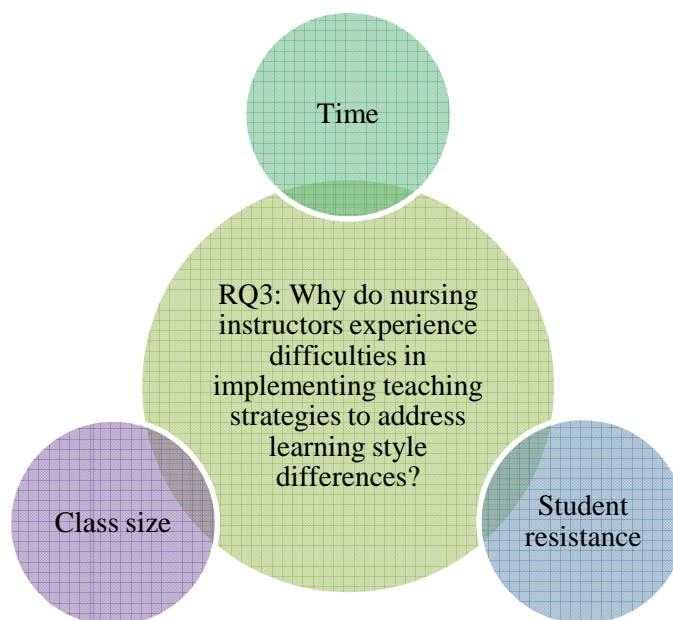 Time
RQ3: Why do nursing
instructors experience
difficulties in
implementing teaching
strategies to address
learning style
differences?
Class size
Student
resistance